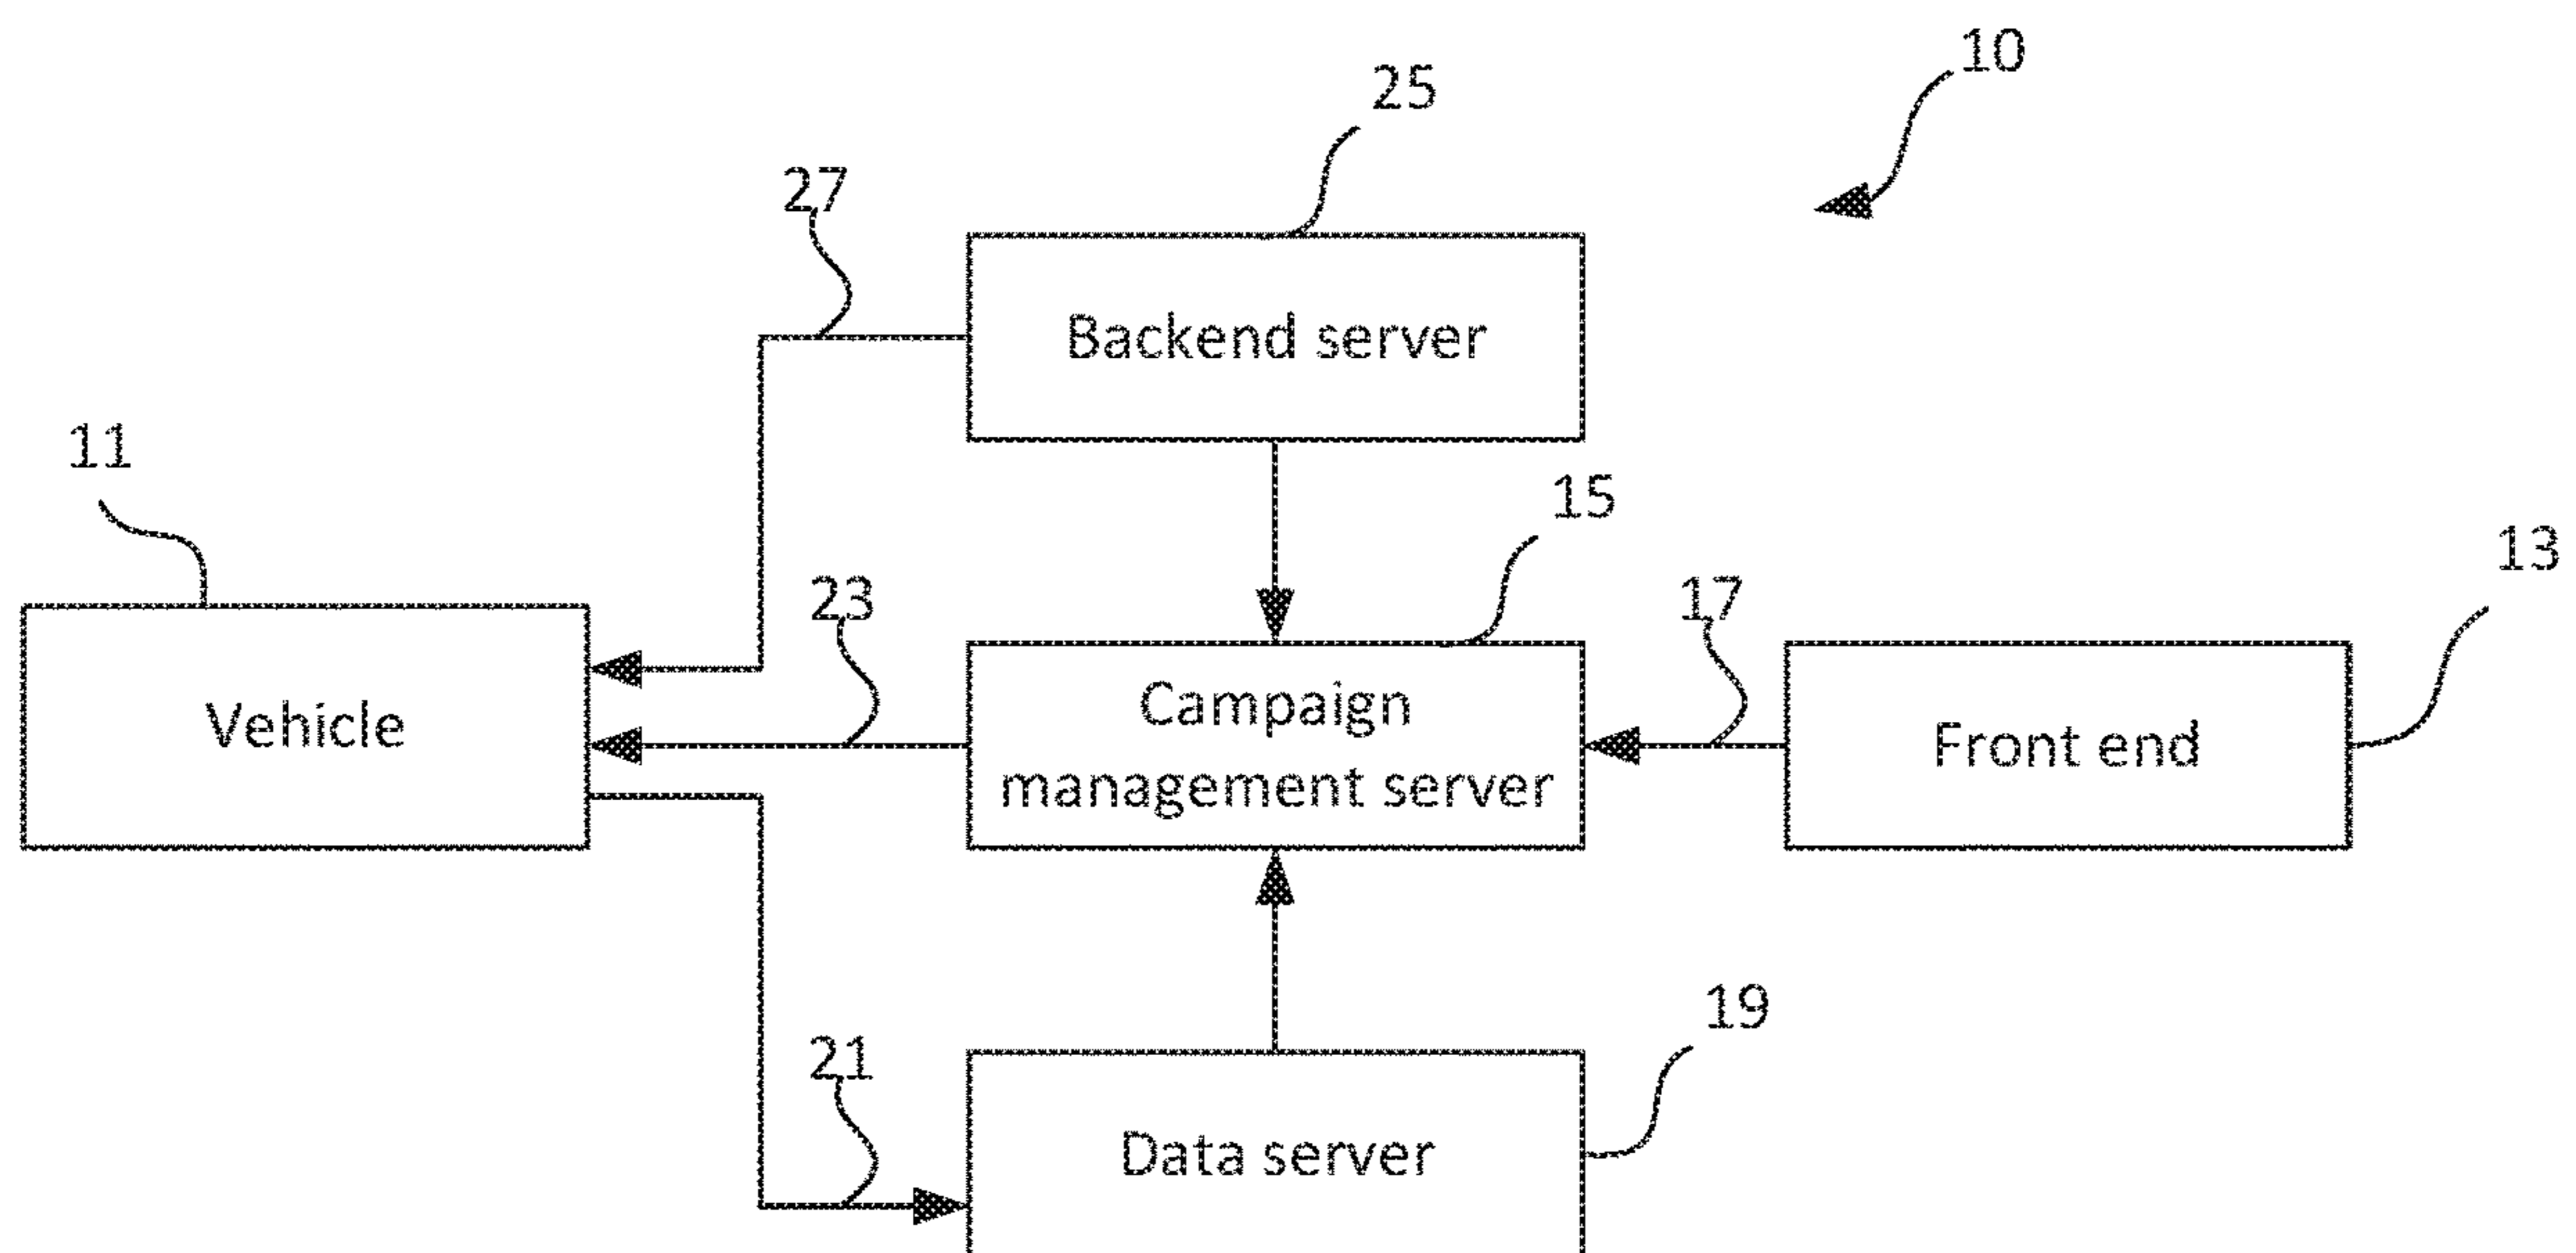 10
25
27
Backend server
11
15
13
23
17
Vehicle
Campaign
management server
Front end
19
21
Data server